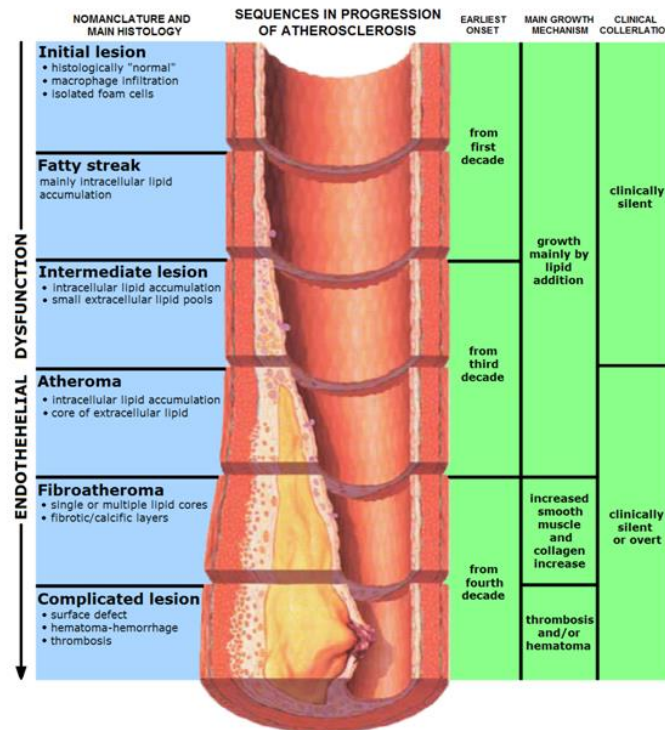 NOMANCLATURE AND
MAIN HISTOLOGY
SEQUENCES IN PROGRESSION
OF ATHEROSCLEROSIS
EARLIEST
ONSET
MAIN GROWTH
MECHANISM
CLINICAL
COLLERLATIO
Initial lesion
• histologically "normal"
• macrophage infiltration
• isolated foam cells
Fatty streak
mainly intracellular lipid
accumulation
Intermediate lesion
• intracellular lipid accumulation
• small extracellular lipid pools
Atheroma
• intracellular lipid accumulation
• core of extracellular lipid
Fibroatheroma
• single or multiple lipid cores
• fibrotic/calcific layers
Complicated lesion
• surface defect
• hematoma-hemorrhage
• thrombosis
from
first
decade
from
third
decade
from
fourth
decade
growth
mainly by
lipid
addition
increased
smooth
muscle
and
collagen
increase
thrombosis
and/or
hematoma
clinically
silent
clinically
silent
or overt
ENDOTHEHELIAL DYSFUNCTION